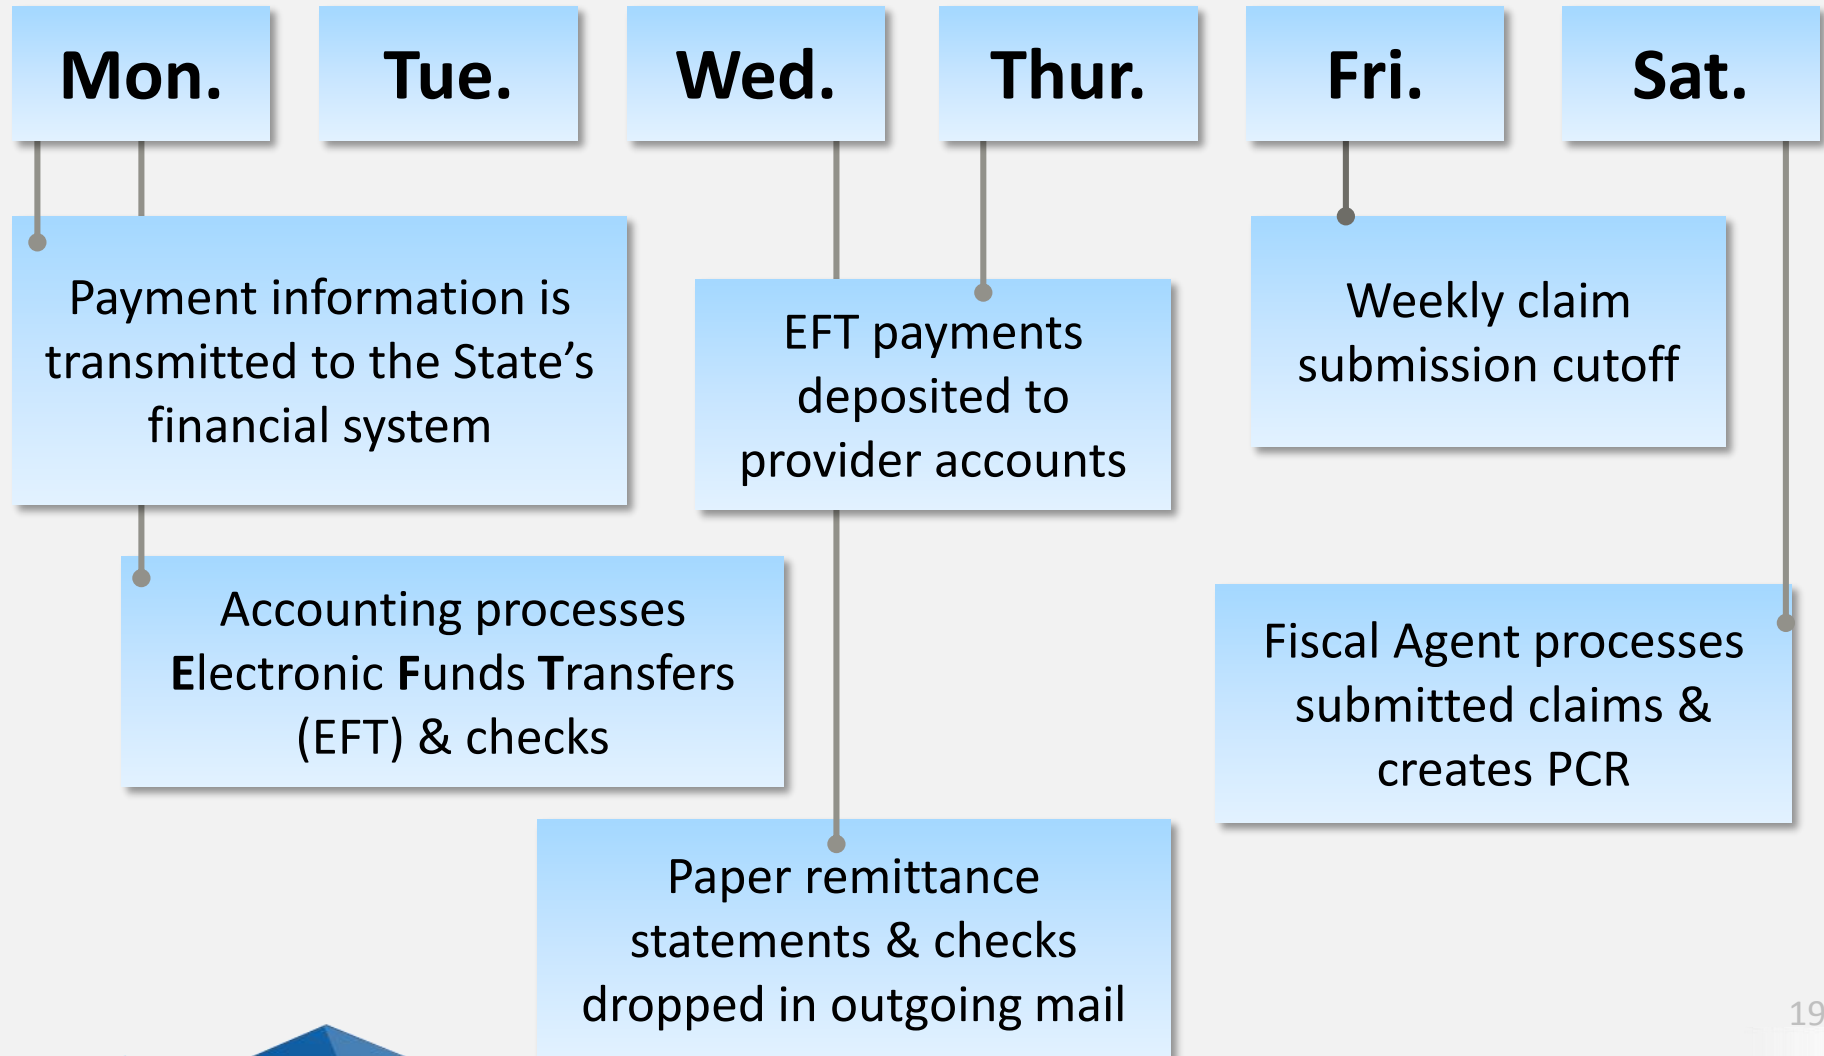 Mon.
Tue.
Wed.
Thur.
Fri.
Sat.
Payment information is
transmitted to the State’s
financial system
EFT payments
deposited to
provider accounts
Weekly claim
submission cutoff
Accounting processes
Electronic Funds Transfers
(EFT) & checks
Fiscal Agent processes
submitted claims &
creates PCR
Paper remittance
statements & checks
dropped in outgoing mail
19